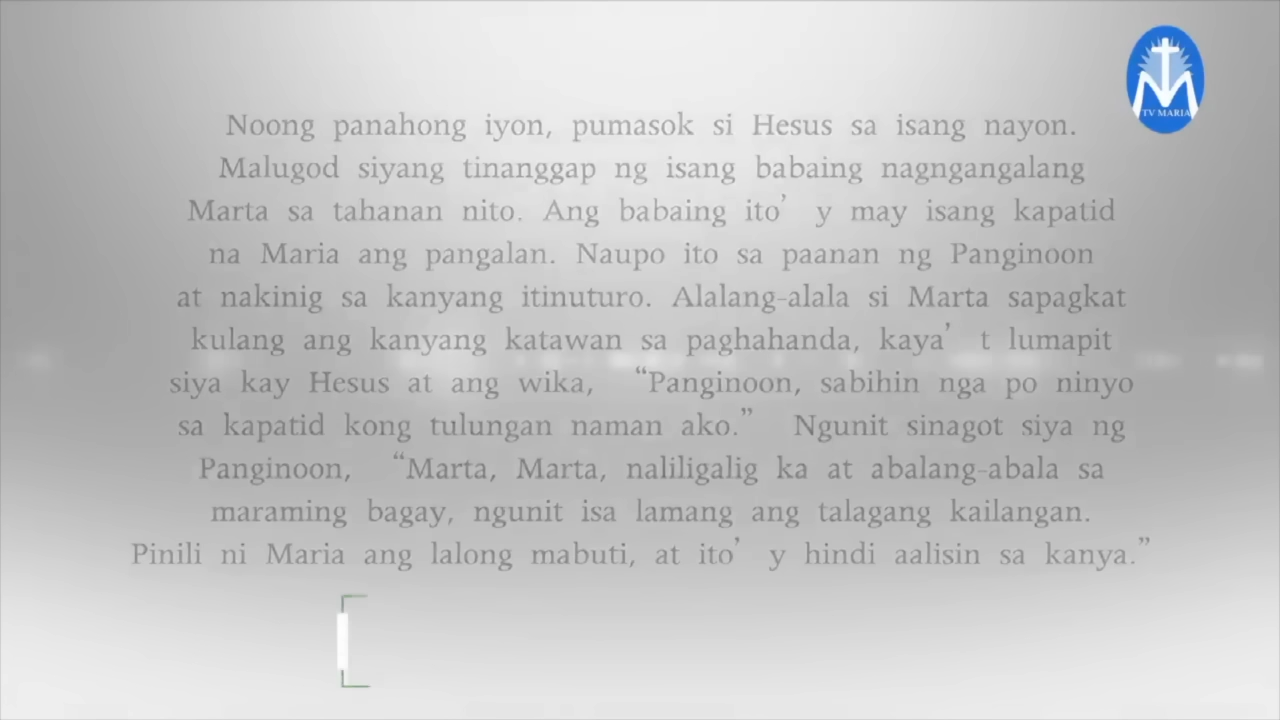 TV MARIA
Noong panahong iyon, pumasok si Hesus sa isang nayon.
Malugod siyang tinanggap ng isang babaing nagngangalang
Marta sa tahanan nito. Ang babaing ito’ y may isang kapatid
na Maria ang pangalan. Naupo ito sa paanan ng Panginoon
at nakinig sa kanyang itinuturo. Alalang-alala si Marta sapagkat
kulang ang kanyang katawan sa paghahanda, kaya’ t lumapit
siya kay Hesus at ang wika, “Panginoon, sabihin nga po ninyo
sa kapatid kong tulungan naman ako.” Ngunit sinagot siya ng
Panginoon, “Marta, Marta, naliligalig ka at abalang-abala sa
maraming bagay, ngunit isa lamang ang talagang kailangan.
Pinili ni Maria ang lalong mabuti, at ito’ y hindi aalisin sa kanya.”